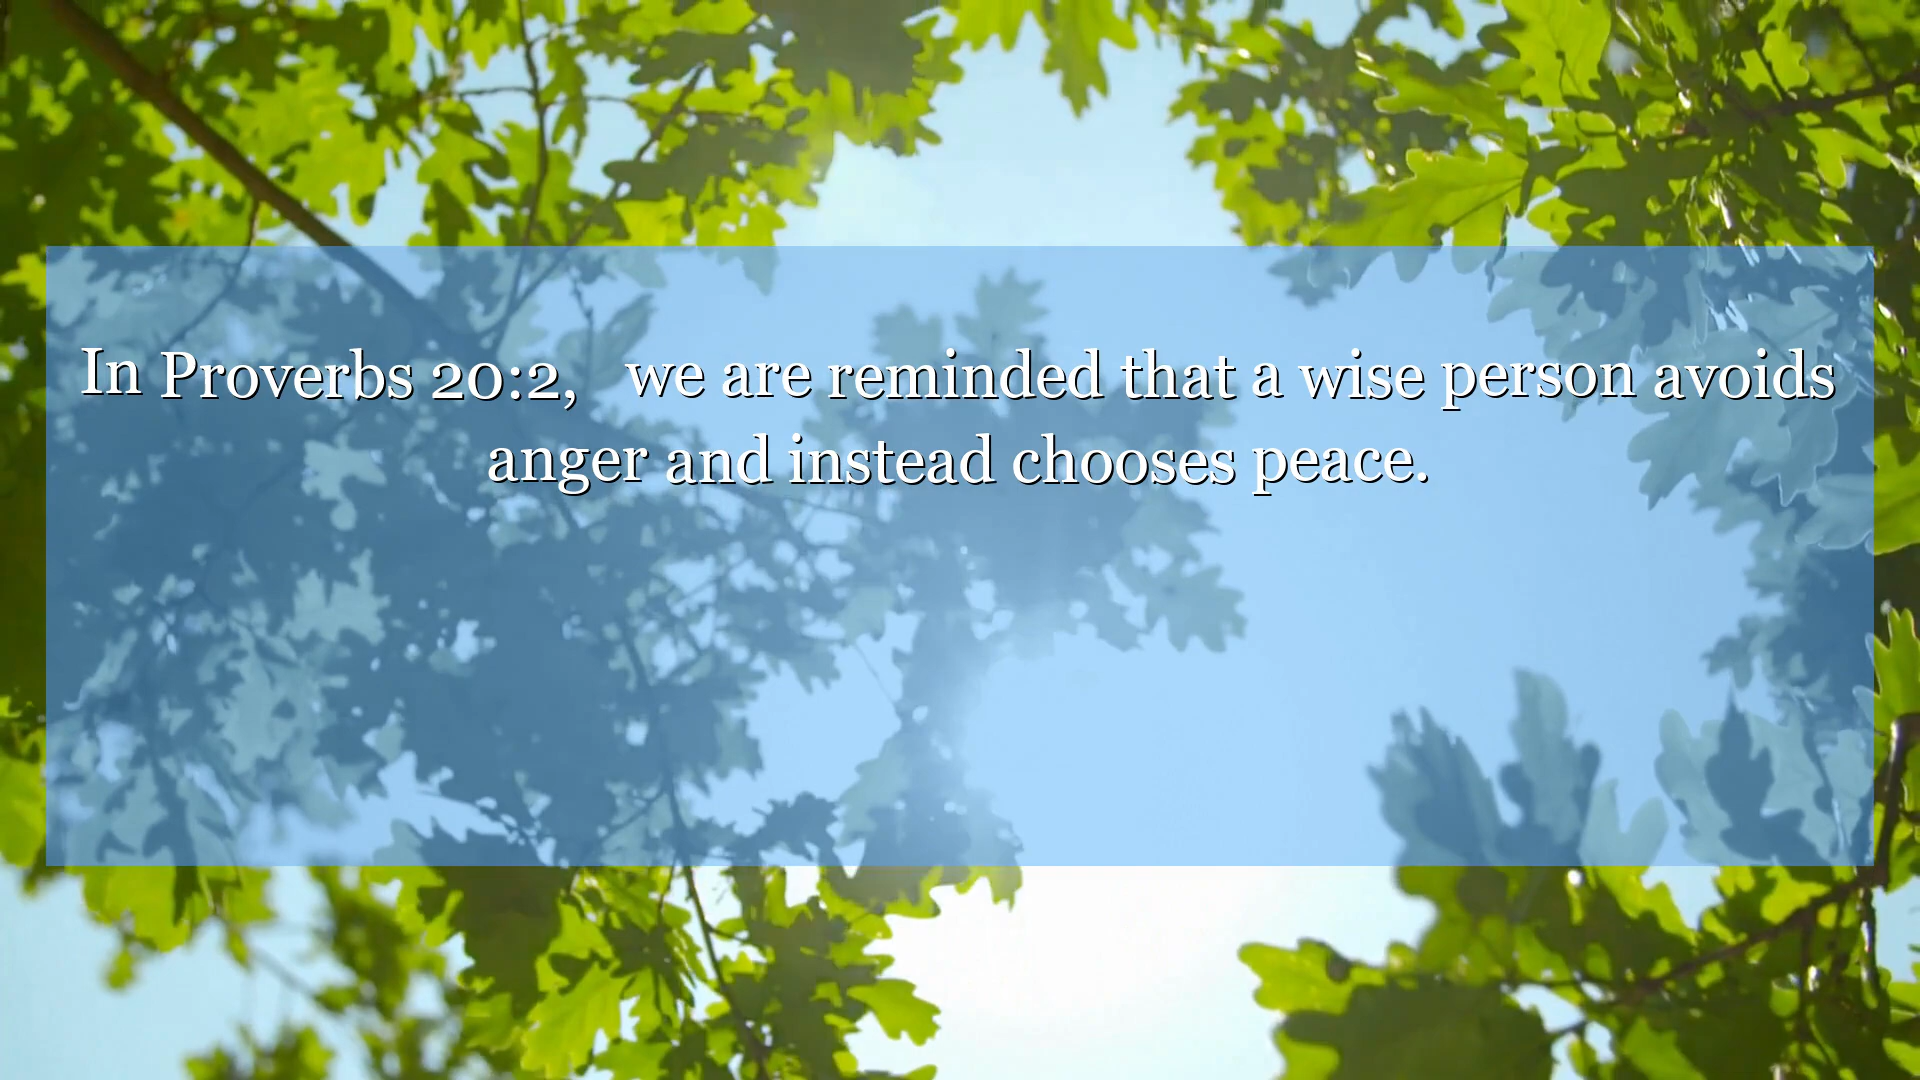 In Proverbs 20:2, we are reminded that a wise person avoids
anger and instead chooses peace.